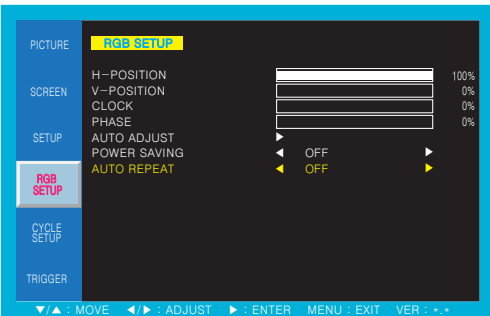 PICTURE
SCREEN
SETUP
RGB
SETUP
CYCLE
SETUP
TRIGGER
RGB SETUP
H-POSITION 100%
V-POSITION 0%
CLOCK 0%
PHASE 0%
AUTO ADJUST ▶
POWER SAVING ◀ OFF ▶
AUTO REPEAT ◀ OFF ▶
▼/▲ : MOVE ◀/▶ : ADJUST ▶ : ENTER MENU : EXIT VER : *.*